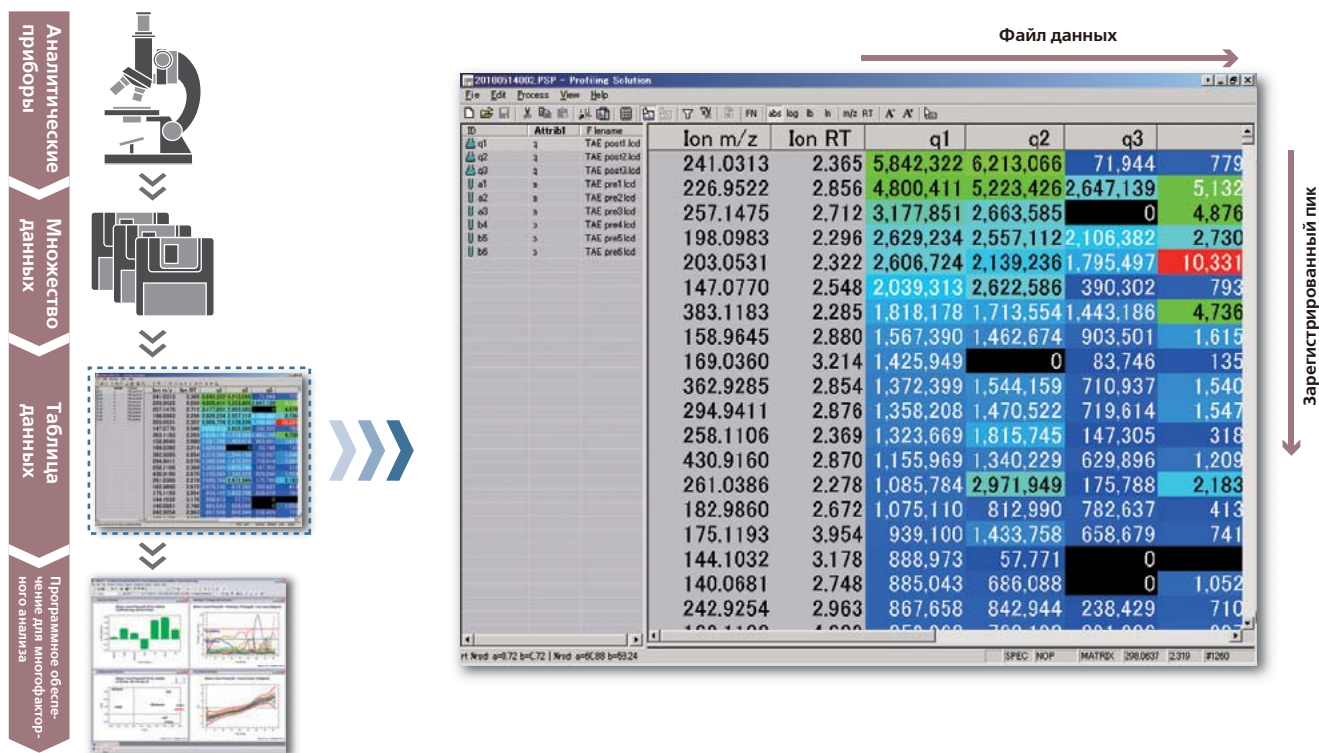 Аналитические
приборы
Множество
данных
Таблица
данных
Программное обеспе-
чение для многофактор-
ного анализа
Файл данных
Зарегистрированный пик
20100514002.PSP - Profiling Solution
File Edit Process View Help
FN abs log lb ln m/z RT
ID Attrib1 Filename
q1 TAE post1.lcd
q2 TAE post2.lcd
q3 TAE post3.lcd
a1 TAE pre1.lcd
a2 TAE pre2.lcd
a3 TAE pre3.lcd
b4 TAE pre4.lcd
b5 TAE pre5.lcd
b6 TAE pre6.lcd
Ion m/z Ion RT q1 q2 q3
241.0313 2.365 5,842,322 6,213,066 71,944 779
226.9522 2.856 4,800,411 5,223,426 2,647,139 5,132
257.1475 2.712 3,177,851 2,663,585 0 4,876
198.0983 2.296 2,629,234 2,557,112 2,106,382 2,730
203.0531 2.322 2,606,724 2,139,236 1,795,497 10,331
147.0770 2.548 2,039,313 2,622,586 390,302 793
383.1183 2.285 1,818,178 1,713,554 1,443,186 4,736
158.9645 2.880 1,567,390 1,462,674 903,501 1,615
169.0360 3.214 1,425,949 0 83,746 135
362.9285 2.854 1,372,399 1,544,159 710,937 1,540
294.9411 2.876 1,358,208 1,470,522 719,614 1,547
258.1106 2.369 1,323,669 1,815,745 147,305 318
430.9160 2.870 1,155,969 1,340,229 629,896 1,209
261.0386 2.278 1,085,784 2,971,949 175,788 2,183
182.9860 2.672 1,075,110 812,990 782,637 413
175.1193 3.954 939,100 1,433,758 658,679 741
144.1032 3.178 888,973 57,771 0
140.0681 2.748 885,043 686,088 0 1,052
242.9254 2.963 867,658 842,944 238,429 710
SPEC NOP MATRIX 298.0637 2.319 #1260